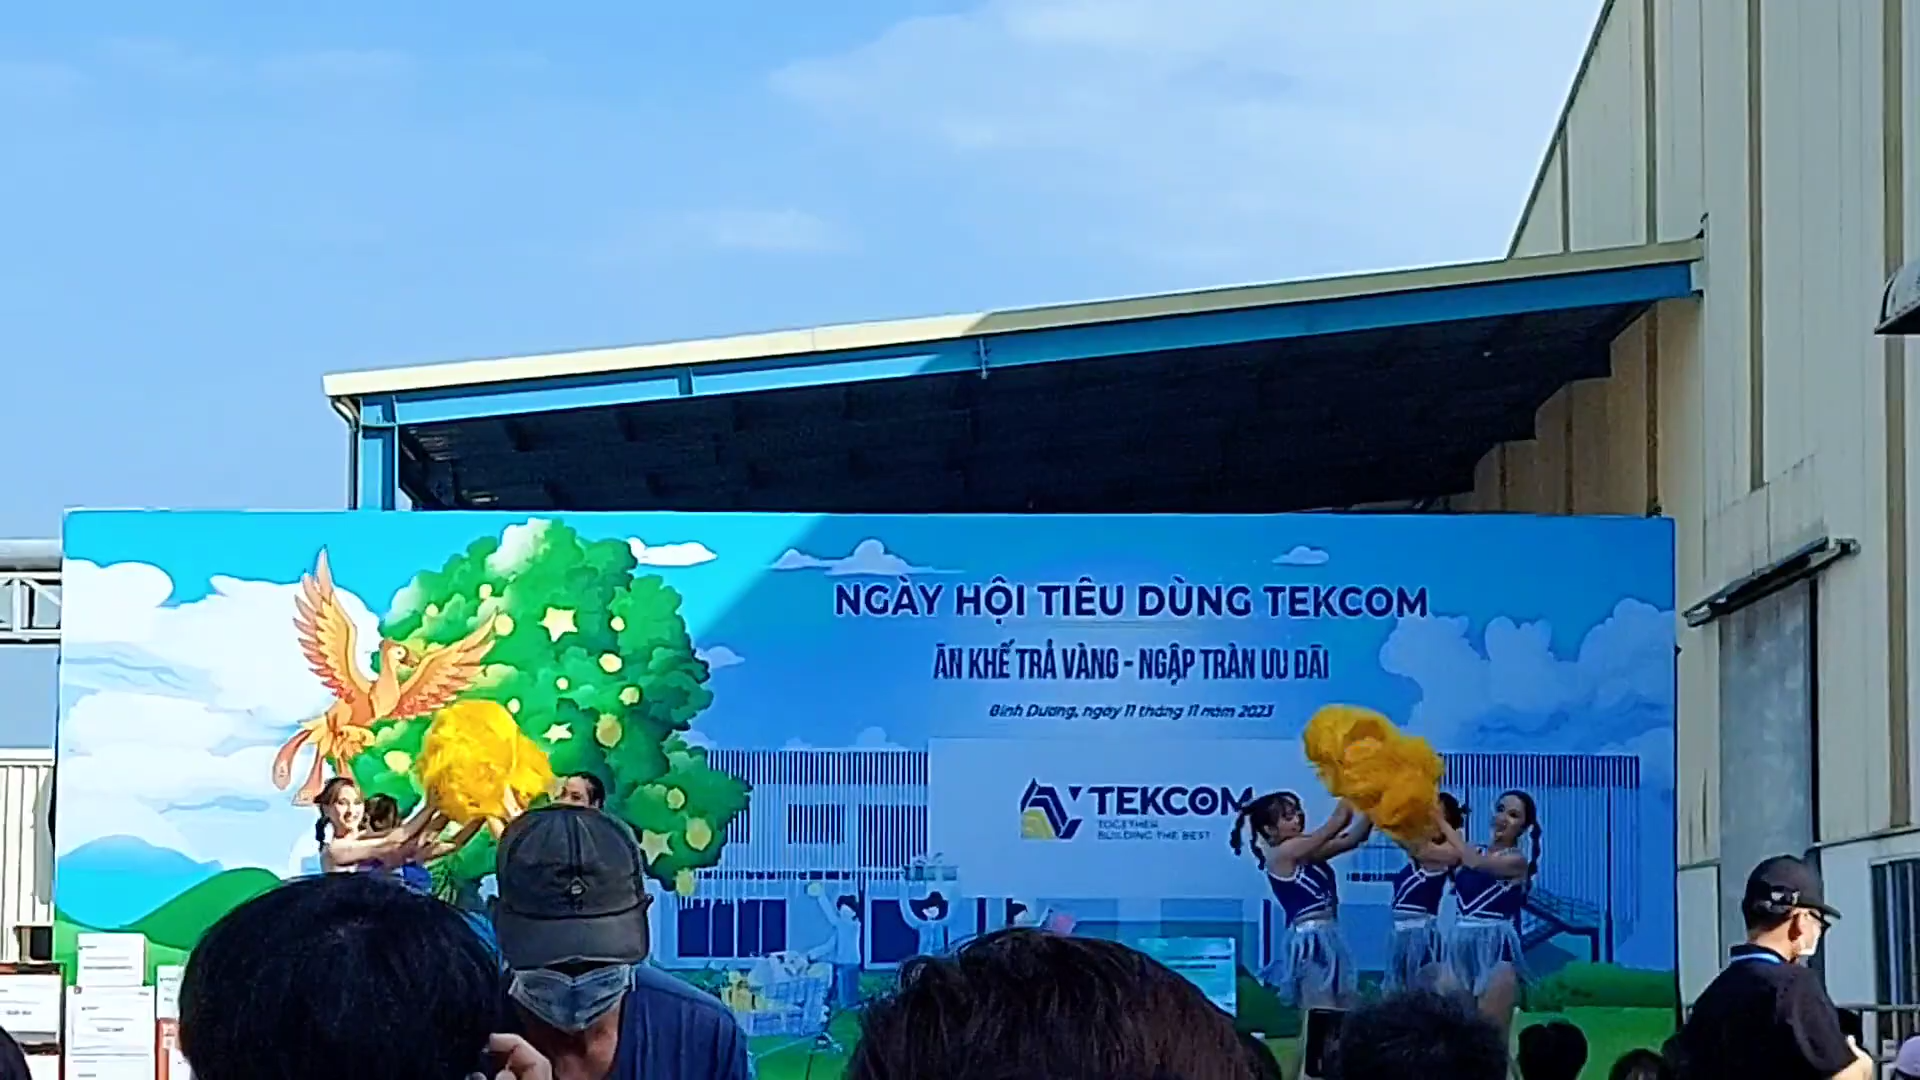 NGÀY HỘI TIÊU DÙNG TEKCOM
ĂN KHẾ TRẢ VÀNG - NGẬP TRÀN ƯU ĐÃI
Bình Dương, ngày 11 tháng 11 năm 2023
TEKCOM
TOGETHER
BUILDING THE BEST